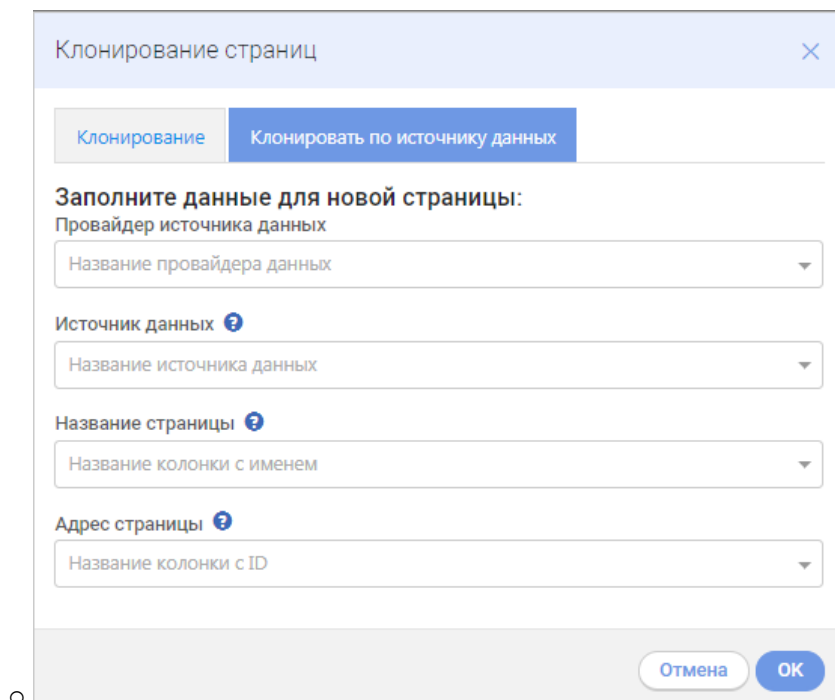 Клонирование страниц
Клонирование Клонировать по источнику данных
Заполните данные для новой страницы:
Провайдер источника данных
Название провайдера данных
Источник данных
Название источника данных
Название страницы
Название колонки с именем
Адрес страницы
Название колонки с ID
Отмена OK